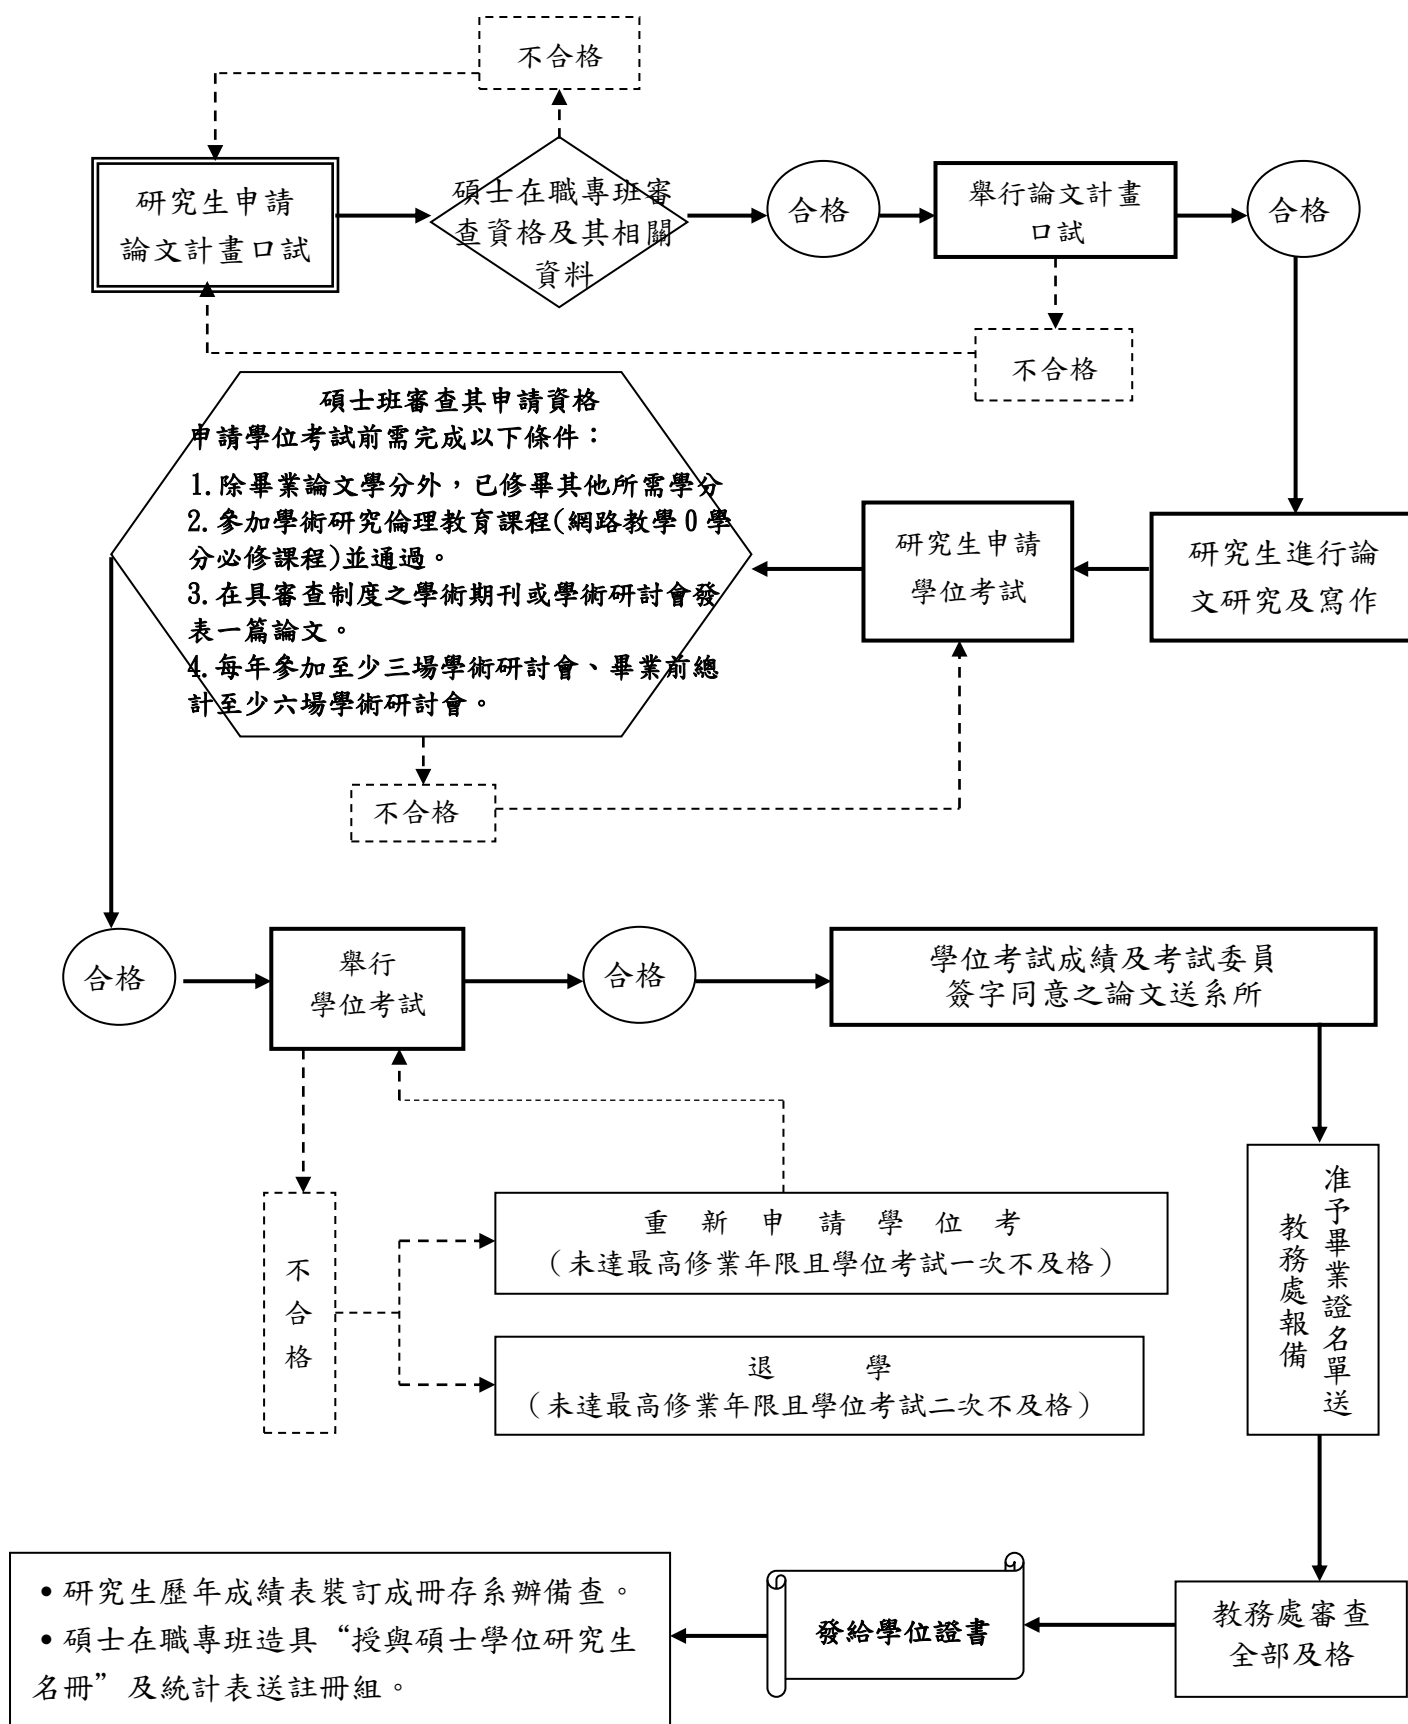 不合格
研究生申請
論文計畫口試
碩士在職專班審
查資格及其相關
資料
合格
舉行論文計畫
口試
合格
不合格
碩士班審查其申請資格
申請學位考試前需完成以下條件：
1.除畢業論文學分外，已修畢其他所需學分
2.參加學術研究倫理教育課程(網路教學0學
分必修課程)並通過。
3.在具審查制度之學術期刊或學術研討會發
表一篇論文。
4.每年參加至少三場學術研討會、畢業前總
計至少六場學術研討會。
研究生申請
學位考試
研究生進行論
文研究及寫作
不合格
合格
舉行
學位考試
合格
學位考試成績及考試委員
簽字同意之論文送系所
不合格
重新申請學位考
（未達最高修業年限且學位考試一次不及格）
退學
（未達最高修業年限且學位考試二次不及格）
准予畢業證名單送
教務處報備
教務處審查
全部及格
發給學位證書
•研究生歷年成績表裝訂成冊存系辦備查。
•碩士在職專班造具“授與碩士學位研究生
名冊”及統計表送註冊組。